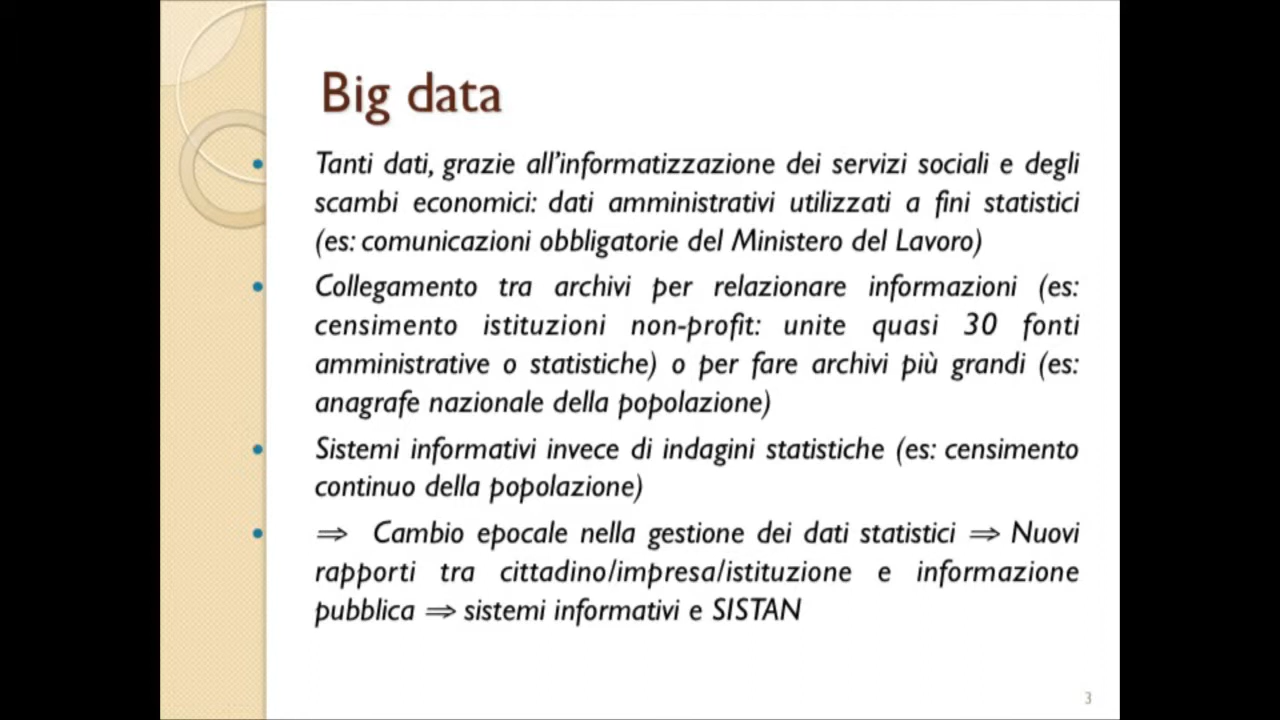 Big data
Tanti dati, grazie all'informatizzazione dei servizi sociali e degli
scambi economici: dati amministrativi utilizzati a fini statistici
(es: comunicazioni obbligatorie del Ministero del Lavoro)
Collegamento tra archivi per relazionare informazioni (es:
censimento istituzioni non-profit: unite quasi 30 fonti
amministrative o statistiche) o per fare archivi più grandi (es:
anagrafe nazionale della popolazione)
Sistemi informativi invece di indagini statistiche (es: censimento
continuo della popolazione)
⇒ Cambio epocale nella gestione dei dati statistici ⇒ Nuovi
rapporti tra cittadino/impresa/istituzione e informazione
pubblica ⇒ sistemi informativi e SISTAN
3